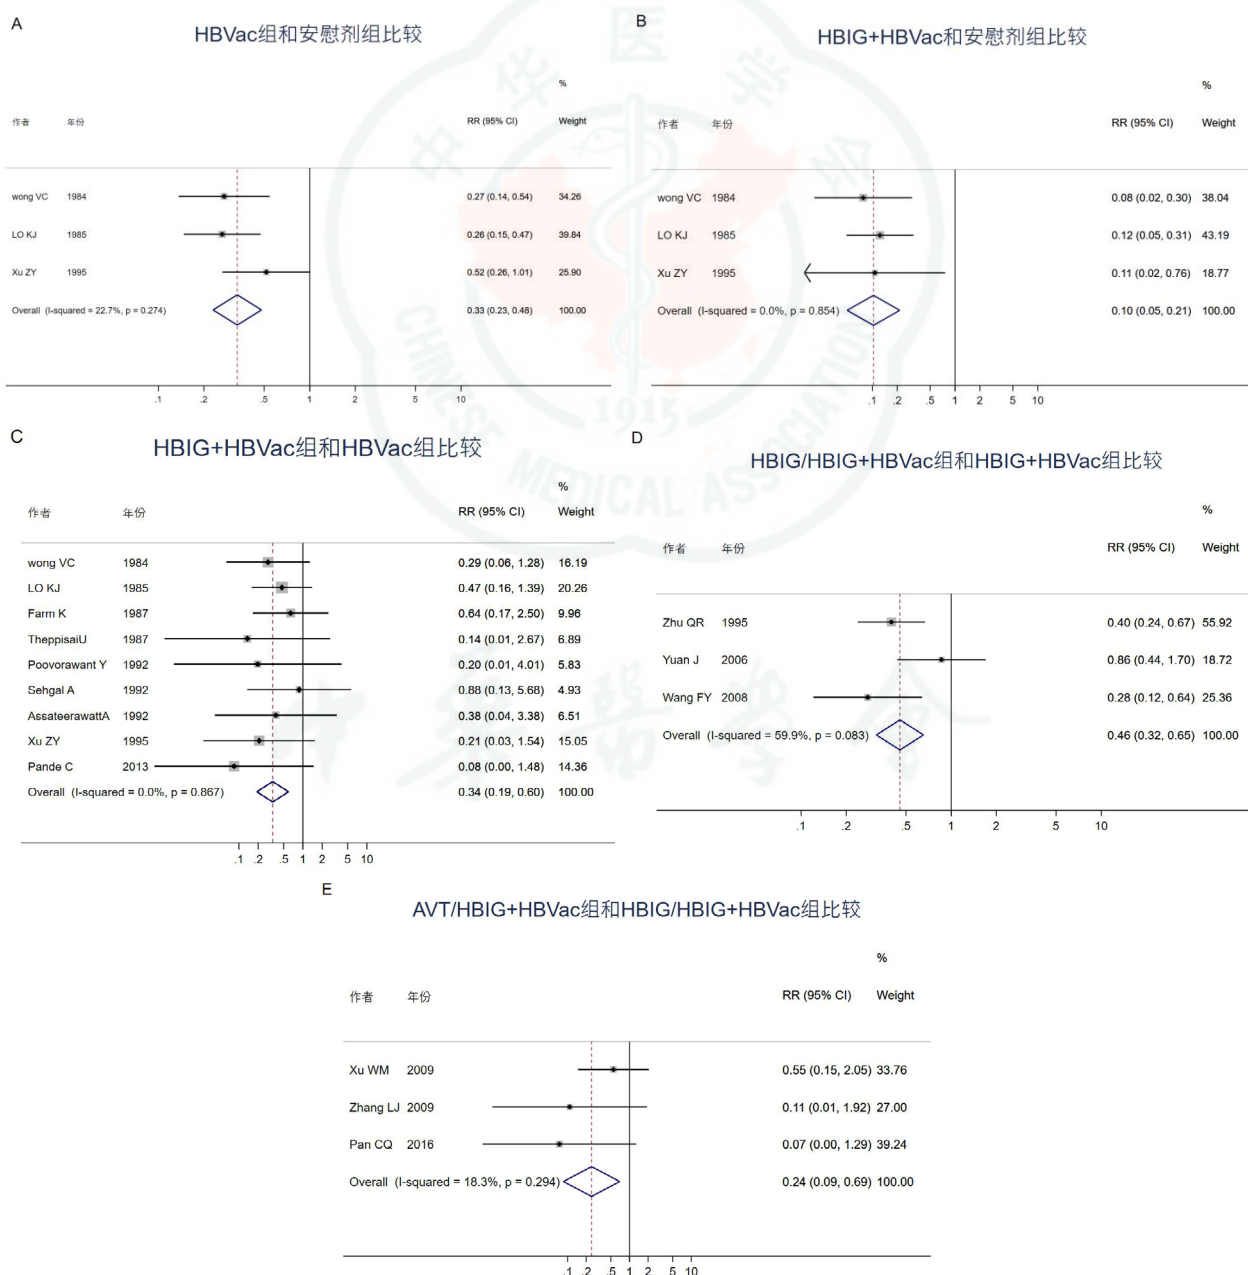 A
HBVac组和安慰剂组比较
%
作者 年份 RR (95% CI) Weight
wong VC 1984 0.27 (0.14, 0.54) 34.26
LO KJ 1985 0.26 (0.15, 0.47) 39.84
Xu ZY 1995 0.52 (0.26, 1.01) 25.90
Overall (I-squared = 22.7%, p = 0.274) 0.33 (0.23, 0.48) 100.00
.1 .2 .5 1 2 5 10
B
HBIG+HBVac和安慰剂组比较
%
作者 年份 RR (95% CI) Weight
wong VC 1984 0.08 (0.02, 0.30) 38.04
LO KJ 1985 0.12 (0.05, 0.31) 43.19
Xu ZY 1995 0.11 (0.02, 0.76) 18.77
Overall (I-squared = 0.0%, p = 0.854) 0.10 (0.05, 0.21) 100.00
.1 .2 .5 1 2 5 10
C
HBIG+HBVac组和HBVac组比较
%
作者 年份 RR (95% CI) Weight
wong VC 1984 0.29 (0.06, 1.28) 16.19
LO KJ 1985 0.47 (0.16, 1.39) 20.26
Farm K 1987 0.64 (0.17, 2.50) 9.96
TheppisaiU 1987 0.14 (0.01, 2.67) 6.89
Poovorawant Y 1992 0.20 (0.01, 4.01) 5.83
Sehgal A 1992 0.88 (0.13, 5.68) 4.93
AssateerawattA 1992 0.38 (0.04, 3.38) 6.51
Xu ZY 1995 0.21 (0.03, 1.54) 15.05
Pande C 2013 0.08 (0.00, 1.48) 14.36
Overall (I-squared = 0.0%, p = 0.867) 0.34 (0.19, 0.60) 100.00
.1 .2 .5 1 2 5 10
D
HBIG/HBIG+HBVac组和HBIG+HBVac组比较
%
作者 年份 RR (95% CI) Weight
Zhu QR 1995 0.40 (0.24, 0.67) 55.92
Yuan J 2006 0.86 (0.44, 1.70) 18.72
Wang FY 2008 0.28 (0.12, 0.64) 25.36
Overall (I-squared = 59.9%, p = 0.083) 0.46 (0.32, 0.65) 100.00
.1 .2 .5 1 2 5 10
E
AVT/HBIG+HBVac组和HBIG/HBIG+HBVac组比较
%
作者 年份 RR (95% CI) Weight
Xu WM 2009 0.55 (0.15, 2.05) 33.76
Zhang LJ 2009 0.11 (0.01, 1.92) 27.00
Pan CQ 2016 0.07 (0.00, 1.29) 39.24
Overall (I-squared = 18.3%, p = 0.294) 0.24 (0.09, 0.69) 100.00
.1 .2 .5 1 2 5 10
中华医学会
CHINESE MEDICAL ASSOCIATION
1915
中華醫學會